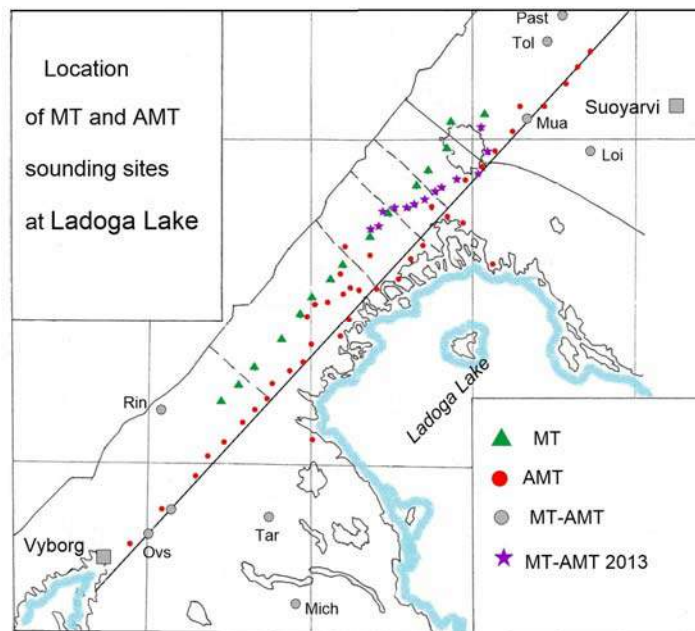 Location
of MT and AMT
sounding sites
at Ladoga Lake
Past
Tol
Suoyarvi
Mua
Loi
Rin
Ladoga Lake
MT
AMT
MT-AMT
MT-AMT 2013
Vyborg
Ovs
Tar
Mich